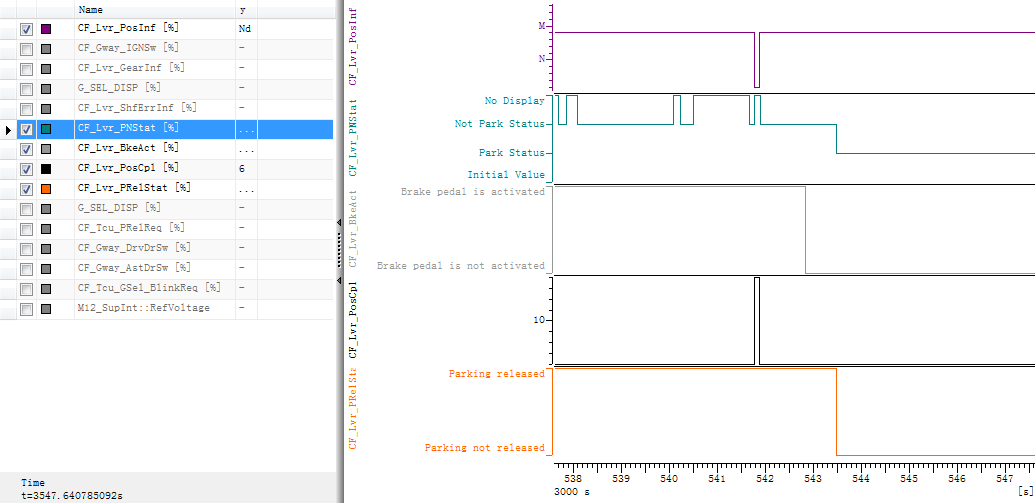 Name y
CF_Lvr_PosInf [%] Nd
CF_Gway_IGNSw [%] -
CF_Lvr_GearInf [%] -
G_SEL_DISP [%] -
CF_Lvr_ShfErrInf [%] -
CF_Lvr_PNStat [%] ...
CF_Lvr_BkeAct [%] ...
CF_Lvr_PosCpl [%] 6
CF_Lvr_PRelStat [%] ...
G_SEL_DISP [%] -
CF_Tcu_PRelReq [%] -
CF_Gway_DrvDrSw [%] -
CF_Gway_AstDrSw [%] -
CF_Tcu_GSel_BlinkReq [%] -
M12_SupInt::RefVoltage -
Time
t=3547.640785092s
CF_Lvr_PosInf
M
N
CF_Lvr_PNStat
No Display
Not Park Status
Park Status
Initial Value
CF_Lvr_BkeAct
Brake pedal is activated
Brake pedal is not activated
CF_Lvr_PosCpl
10
CF_Lvr_PRelSta
Parking released
Parking not released
538 539 540 541 542 543 544 545 546 547
3000 s [s]